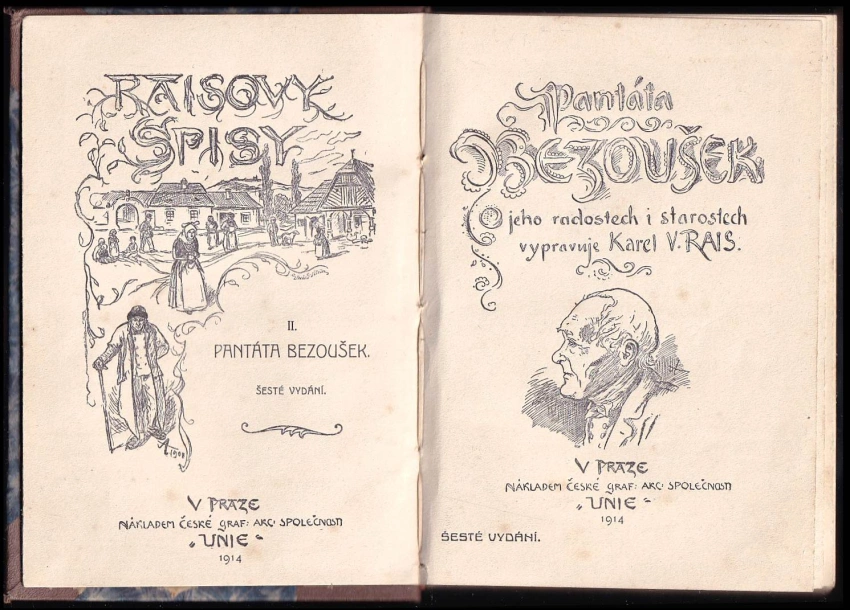 RAISOVY
SPISY
II.
PANTÁTA BEZOUŠEK.
ŠESTÉ VYDÁNÍ.
1900
V PRAZE
NÁKLADEM ČESKÉ GRAF: AKC· SPOLEČNOSTI
„UNIE“
1914
Pantáta
BEZOUŠEK
O jeho radostech i starostech
vypravuje Karel V. RAIS.
V PRAZE
NÁKLADEM ČESKÉ GRAF: AKC· SPOLEČNOSTI
„UNIE“
1914
ŠESTÉ VYDÁNÍ.